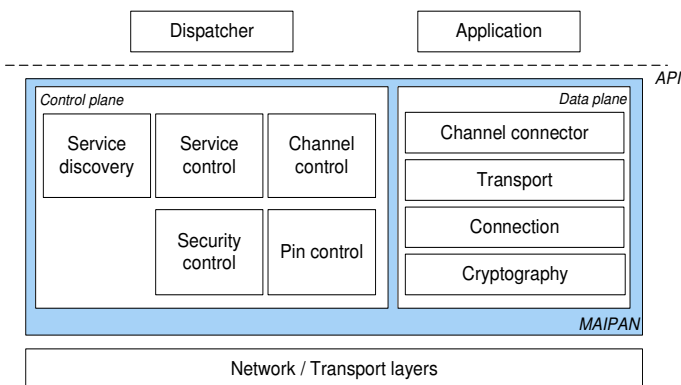 Dispatcher
Application
API
Control plane
Data plane
Service
discovery
Service
control
Channel
control
Security
control
Pin control
Channel connector
Transport
Connection
Cryptography
MAIPAN
Network / Transport layers